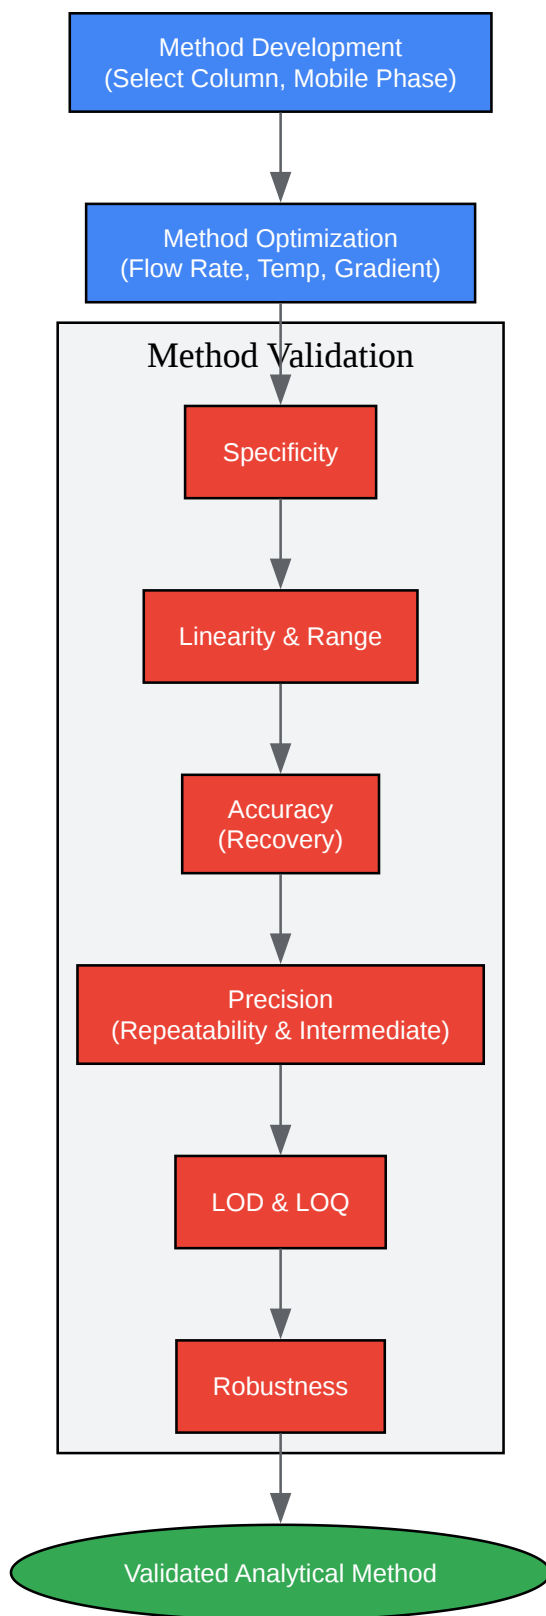 Method Development
(Select Column, Mobile Phase)
Method Optimization
(Flow Rate, Temp, Gradient)
Method Validation
Specificity
Linearity & Range
Accuracy
(Recovery)
Precision
(Repeatability & Intermediate)
LOD & LOQ
Robustness
Validated Analytical Method